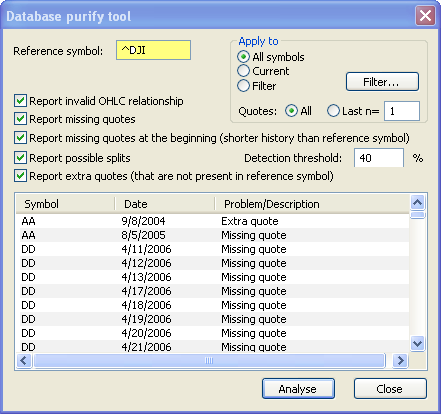 Database purify tool
Reference symbol: ^DJI
Apply to
All symbols
Current
Filter
Filter...
Quotes: All Last n= 1
Report invalid OHLC relationship
Report missing quotes
Report missing quotes at the beginning (shorter history than reference symbol)
Report possible splits Detection threshold: 40 %
Report extra quotes (that are not present in reference symbol)
Symbol Date Problem/Description
AA 9/8/2004 Extra quote
AA 8/5/2005 Missing quote
DD 4/11/2006 Missing quote
DD 4/12/2006 Missing quote
DD 4/13/2006 Missing quote
DD 4/17/2006 Missing quote
DD 4/18/2006 Missing quote
DD 4/19/2006 Missing quote
DD 4/20/2006 Missing quote
DD 4/21/2006 Missing quote
Analyse Close